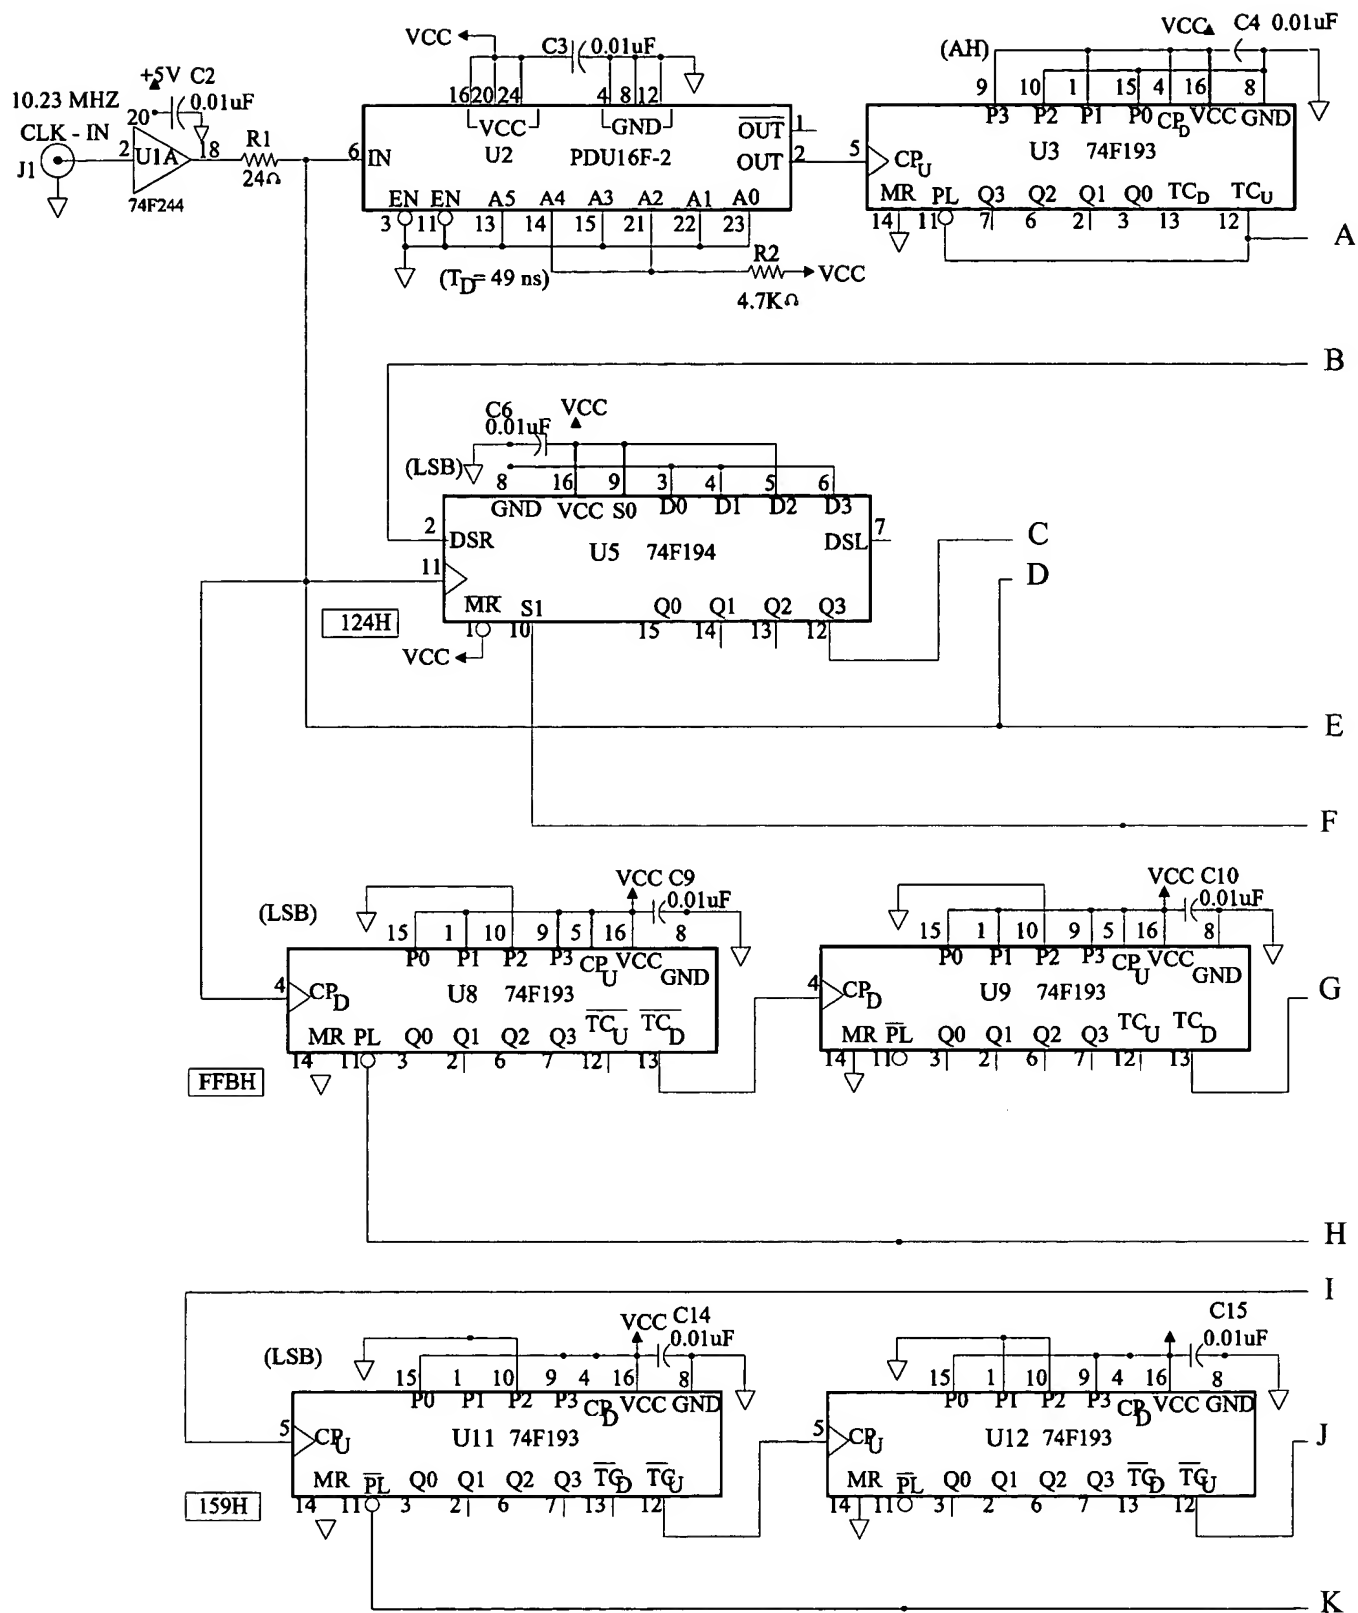 VCC C3 0.01uF
VCC C4 0.01uF
(AH)
+5V C2
0.01uF
10.23 MHZ
CLK - IN
J1
20
2 U1A 18
74F244
R1
24Ω
16 20 24 4 8 12
VCC GND
U2 PDU16F-2
6 IN
OUT 1
OUT 2
EN EN A5 A4 A3 A2 A1 A0
3 11 13 14 15 21 22 23
(TD= 49 ns)
R2
4.7KΩ
VCC
9 10 1 15 4 16 8
P3 P2 P1 P0 CPD VCC GND
U3 74F193
5 CPU
MR PL Q3 Q2 Q1 Q0 TCD TCU
14 11 7 6 2 3 13 12
A
B
C6
0.01uF
VCC
(LSB)
8 16 9 3 4 5 6
GND VCC S0 D0 D1 D2 D3
2 DSR
U5 74F194
DSL 7
11
MR S1 Q0 Q1 Q2 Q3
1 10 15 14 13 12
124H
VCC
C
D
E
F
VCC C9
0.01uF
(LSB)
15 1 10 9 5 16 8
P0 P1 P2 P3 CPU VCC GND
4 CPD
U8 74F193
MR PL Q0 Q1 Q2 Q3 TCU TCD
14 11 3 2 6 7 12 13
FFBH
VCC C10
0.01uF
15 1 10 9 5 16 8
P0 P1 P2 P3 CPU VCC GND
4 CPD
U9 74F193
MR PL Q0 Q1 Q2 Q3 TCU TCD
14 11 3 2 6 7 12 13
G
H
I
VCC C14
0.01uF
(LSB)
15 1 10 9 4 16 8
P0 P1 P2 P3 CPD VCC GND
5 CPU
U11 74F193
MR PL Q0 Q1 Q2 Q3 TCD TCU
14 11 3 2 6 7 13 12
159H
C15
0.01uF
15 1 10 9 4 16 8
P0 P1 P2 P3 CPD VCC GND
5 CPU
U12 74F193
MR PL Q0 Q1 Q2 Q3 TCD TCU
14 11 3 2 6 7 13 12
J
K